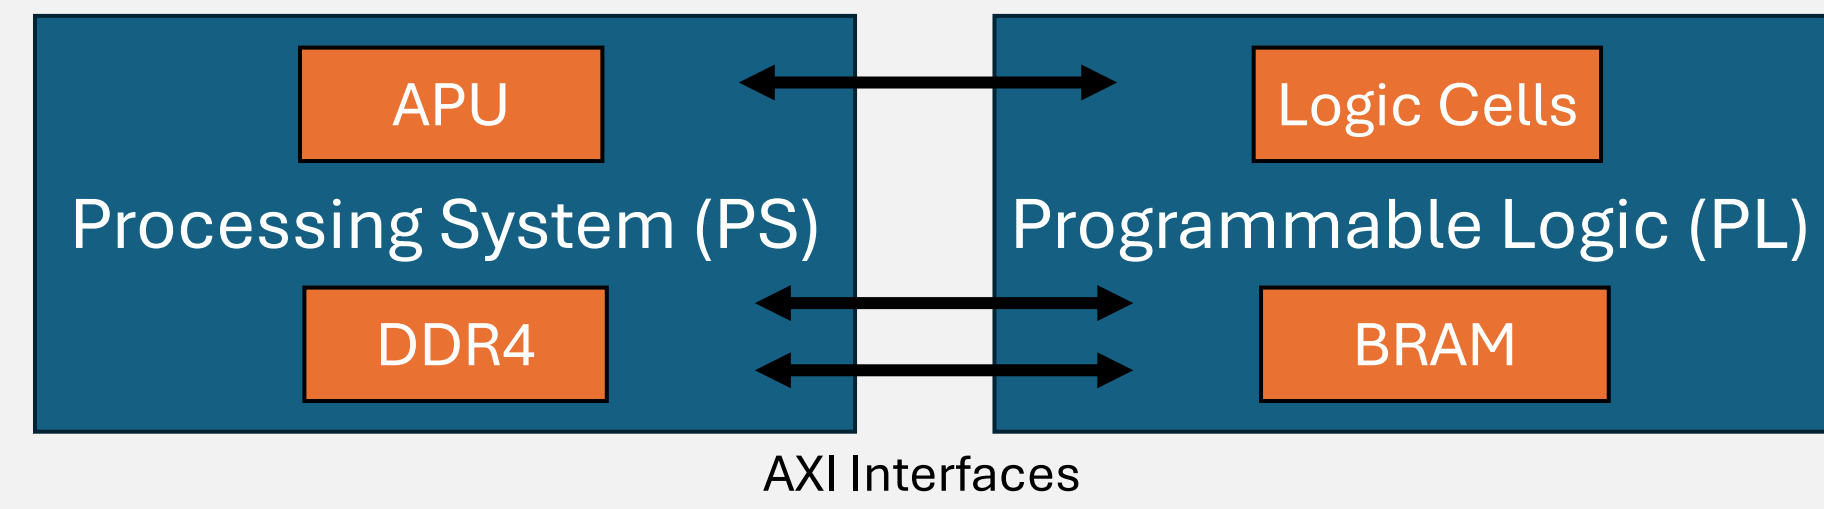 APU
Processing System (PS)
DDR4
Logic Cells
Programmable Logic (PL)
BRAM
AXI Interfaces